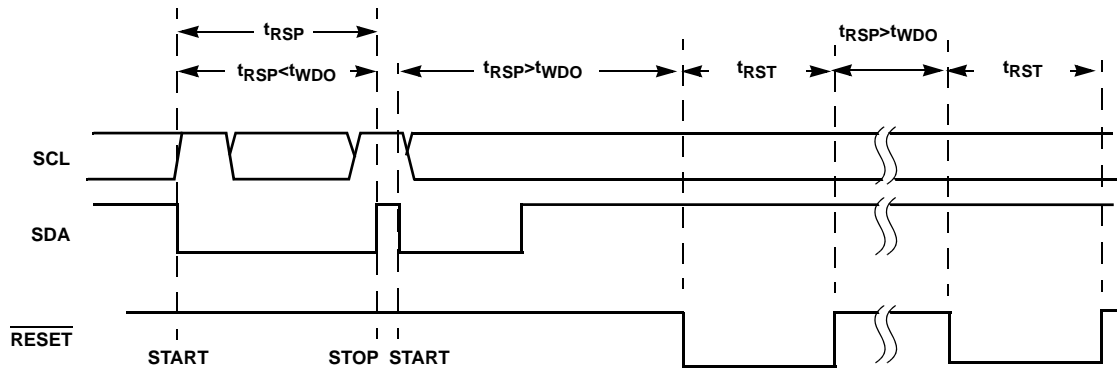 tRSP
tRSP<tWDO
tRSP>tWDO
tRST
tRSP>tWDO
tRST
SCL
SDA
RESET
START
STOP
START